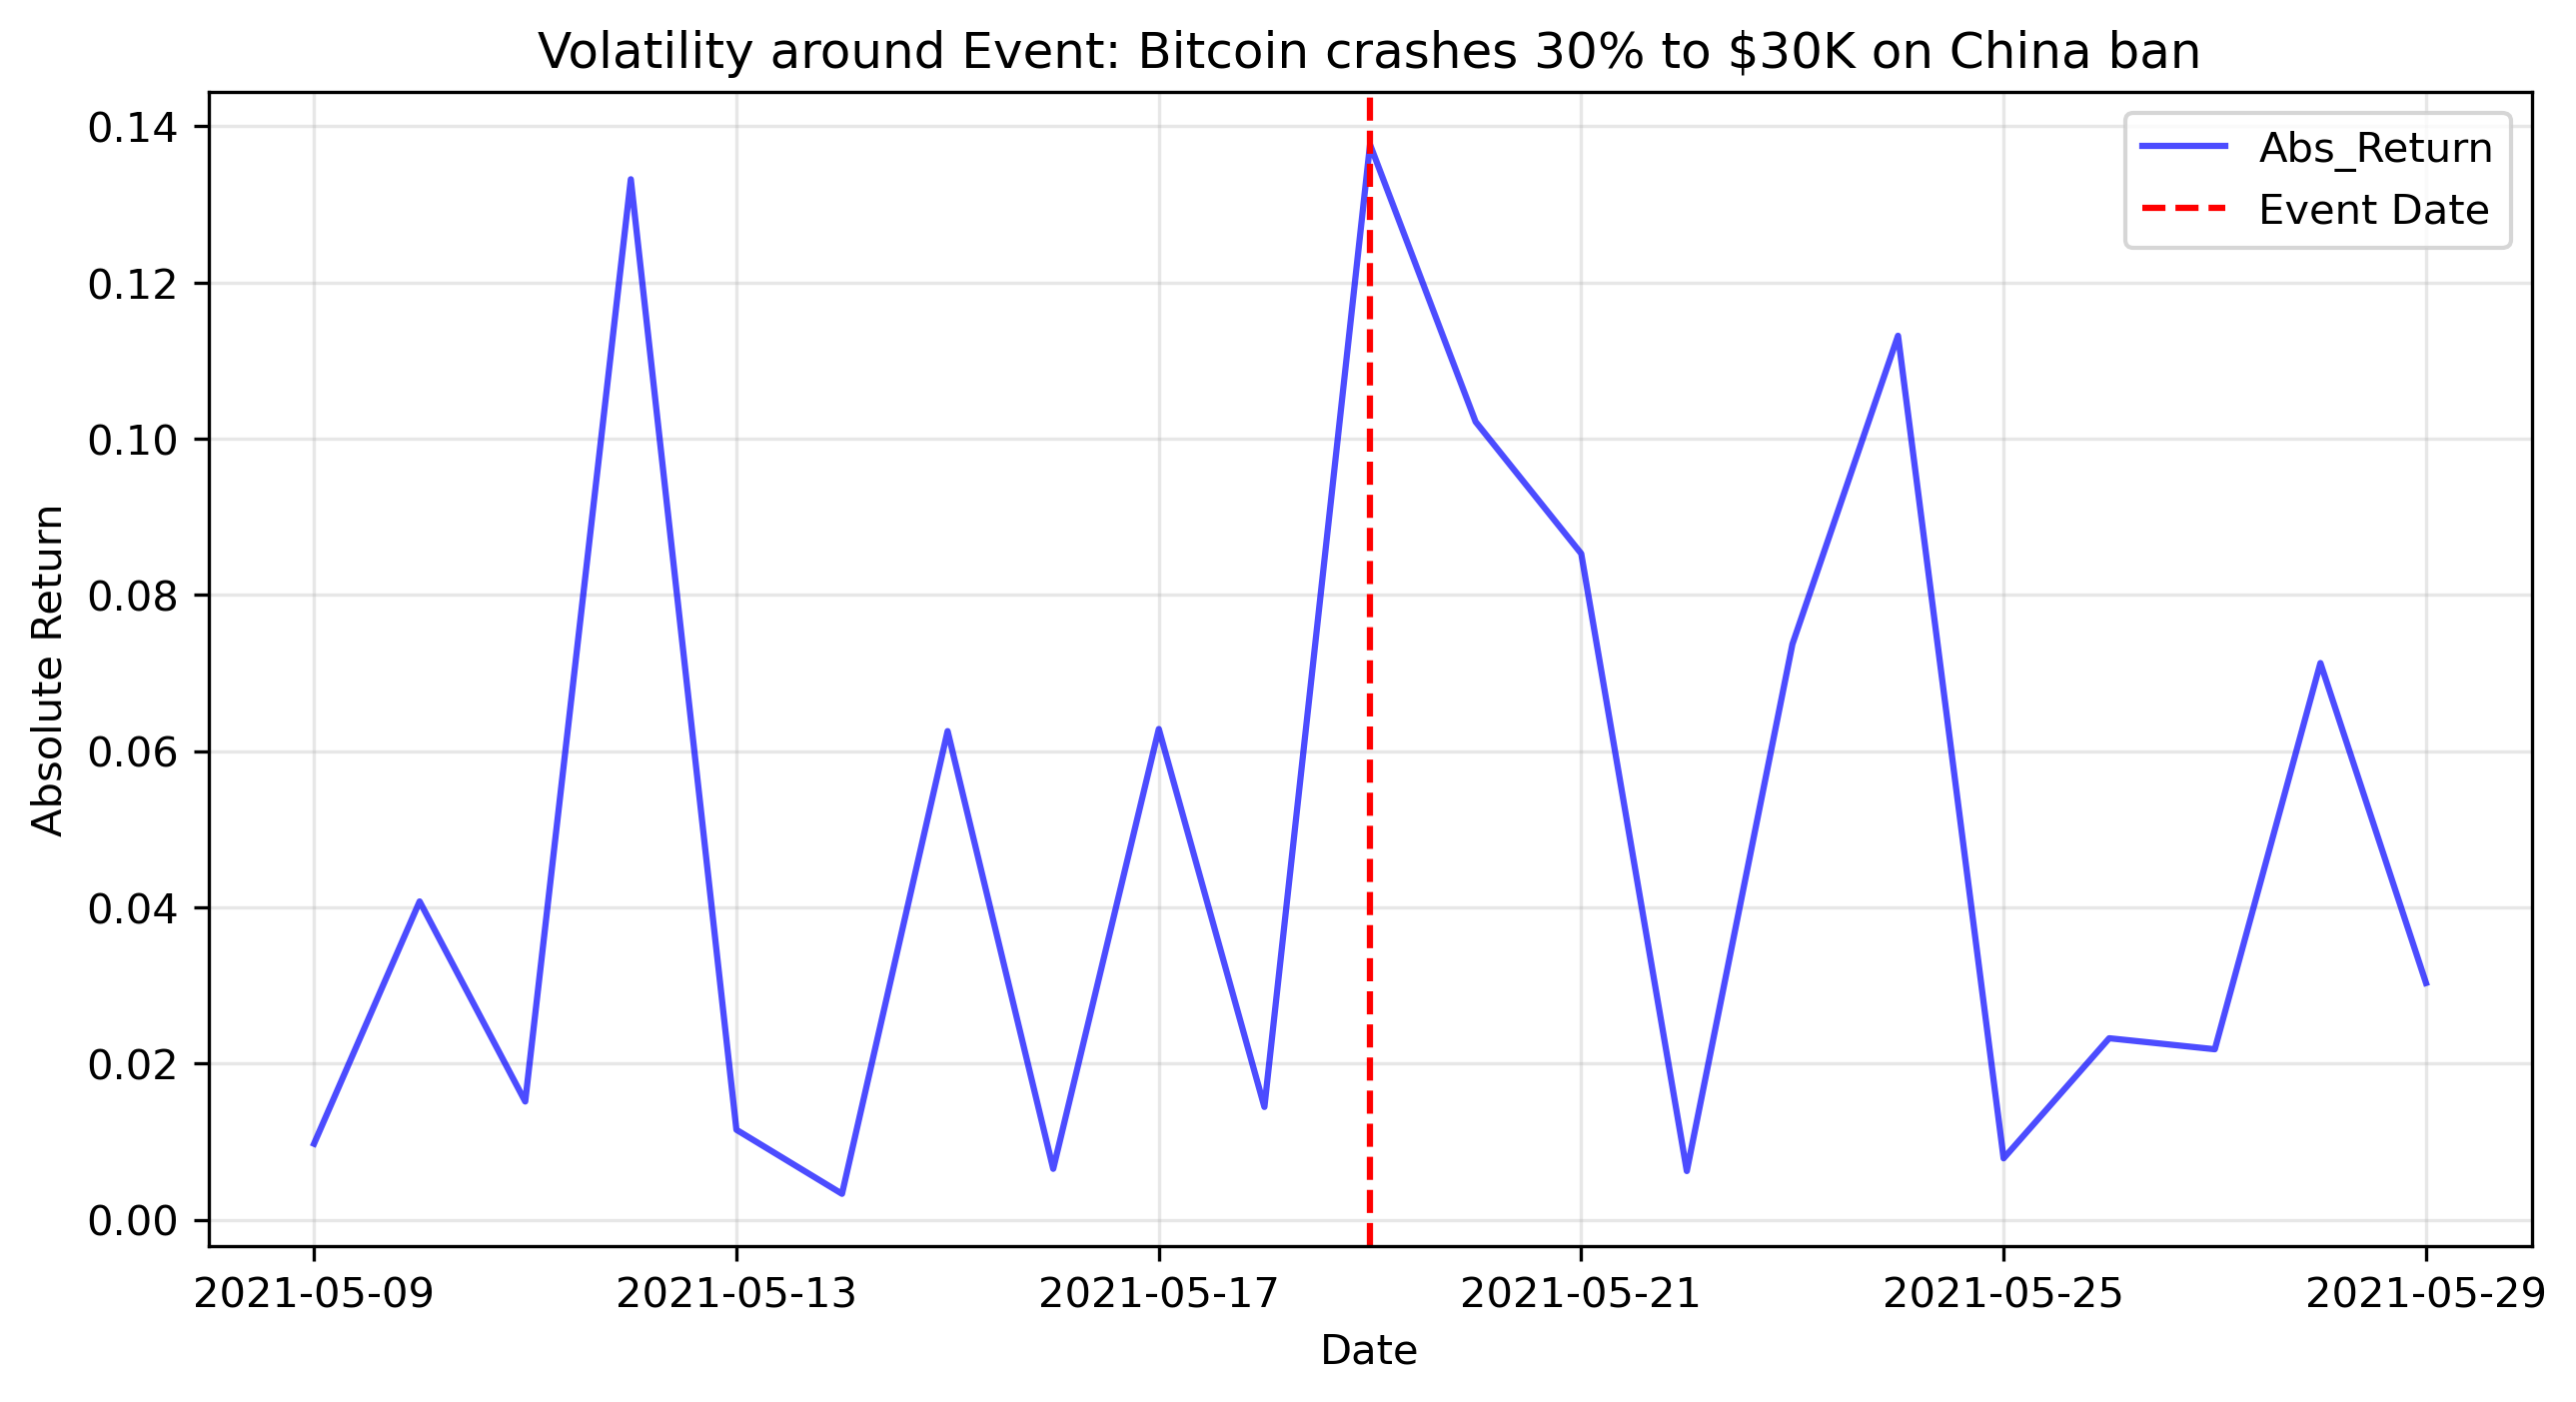 Volatility around Event: Bitcoin crashes 30% to $30K on China ban
Abs_Return
Event Date
0.14
0.12
0.10
0.08
0.06
0.04
0.02
0.00
Absolute Return
2021-05-09 2021-05-13 2021-05-17 2021-05-21 2021-05-25 2021-05-29
Date